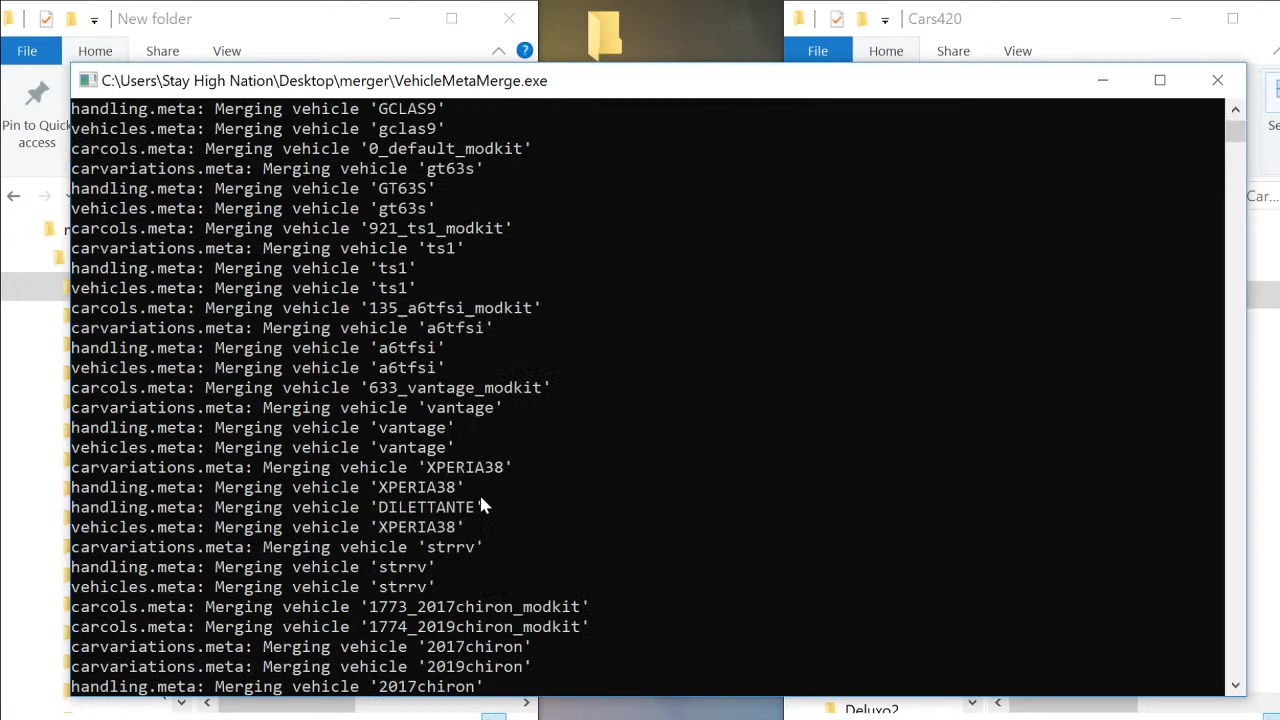 New folder
Cars420
File
Home
Share
View
File
Home
Share
View
C:\Users\Stay High Nation\Desktop\merger\VehicleMetaMerge.exe
Pin to Quick
access
handling.meta: Merging vehicle 'GCLAS9'
vehicles.meta: Merging vehicle 'gclas9'
carcols.meta: Merging vehicle '0_default_modkit'
carvariations.meta: Merging vehicle 'gt63s'
handling.meta: Merging vehicle 'GT63S'
vehicles.meta: Merging vehicle 'gt63s'
carcols.meta: Merging vehicle '921_ts1_modkit'
carvariations.meta: Merging vehicle 'ts1'
handling.meta: Merging vehicle 'ts1'
vehicles.meta: Merging vehicle 'ts1'
carcols.meta: Merging vehicle '135_a6tfsi_modkit'
carvariations.meta: Merging vehicle 'a6tfsi'
handling.meta: Merging vehicle 'a6tfsi'
vehicles.meta: Merging vehicle 'a6tfsi'
carcols.meta: Merging vehicle '633_vantage_modkit'
carvariations.meta: Merging vehicle 'vantage'
handling.meta: Merging vehicle 'vantage'
vehicles.meta: Merging vehicle 'vantage'
carvariations.meta: Merging vehicle 'XPERIA38'
handling.meta: Merging vehicle 'XPERIA38'
handling.meta: Merging vehicle 'DILETTANTE'
vehicles.meta: Merging vehicle 'XPERIA38'
carvariations.meta: Merging vehicle 'strrv'
handling.meta: Merging vehicle 'strrv'
vehicles.meta: Merging vehicle 'strrv'
carcols.meta: Merging vehicle '1773_2017chiron_modkit'
carcols.meta: Merging vehicle '1774_2019chiron_modkit'
carvariations.meta: Merging vehicle '2017chiron'
carvariations.meta: Merging vehicle '2019chiron'
handling.meta: Merging vehicle '2017chiron'
Car...
Deluxo2